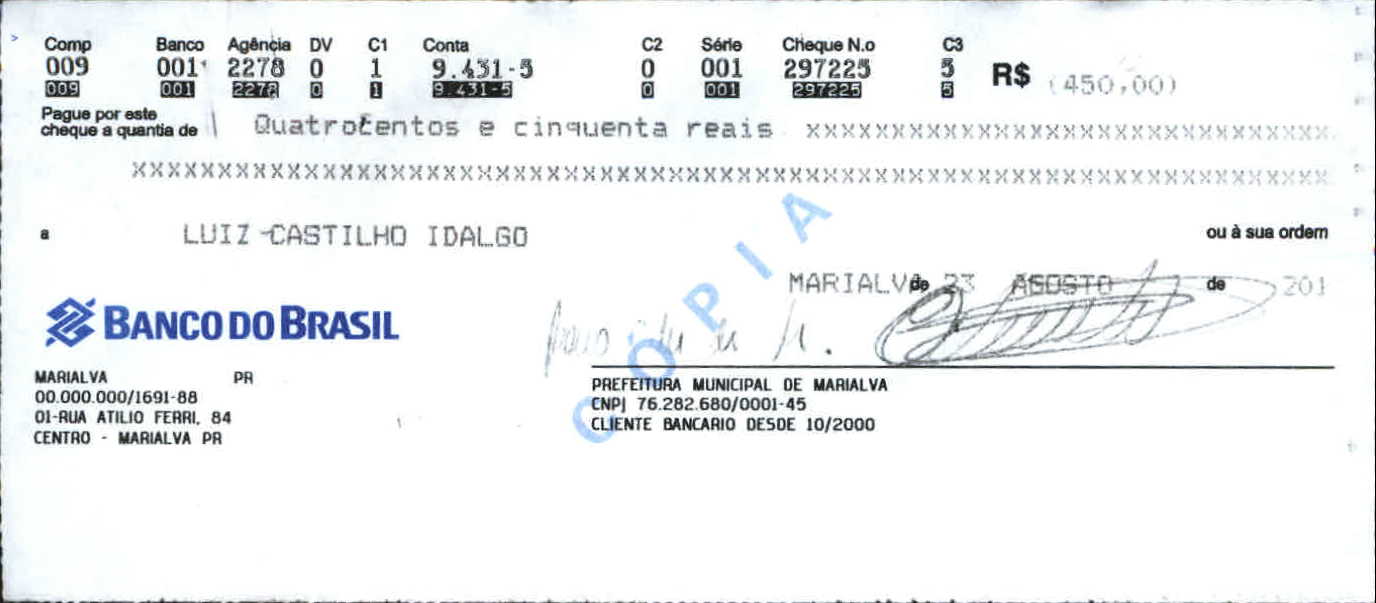 Comp Banco Agência DV C1 Conta C2 Série Cheque N.o C3
009 001 2278 0 1 9.431-5 0 001 297225 5 R$ (450,00)
009 001 2278 0 1 9.431-5 0 001 297225 5
Pague por este
cheque a quantia de Quatrocentos e cinquenta reais xxxxxxxxxxxxxxxxxxxxxxxxxxxxxx
xxxxxxxxxxxxxxxxxxxxxxxxxxxxxxxxxxxxxxxxxxxxxxxxxxxxxxxxxxxxxxxxxxxx
a LUIZ CASTILHO IDALGO ou à sua ordem
MARIALVA de 23 AGOSTO de 201
COPIA
BANCO DO BRASIL
MARIALVA PR
00.000.000/1691-88
01-RUA ATILIO FERRI, 84
CENTRO - MARIALVA PR
PREFEITURA MUNICIPAL DE MARIALVA
CNPJ 76.282.680/0001-45
CLIENTE BANCARIO DESDE 10/2000